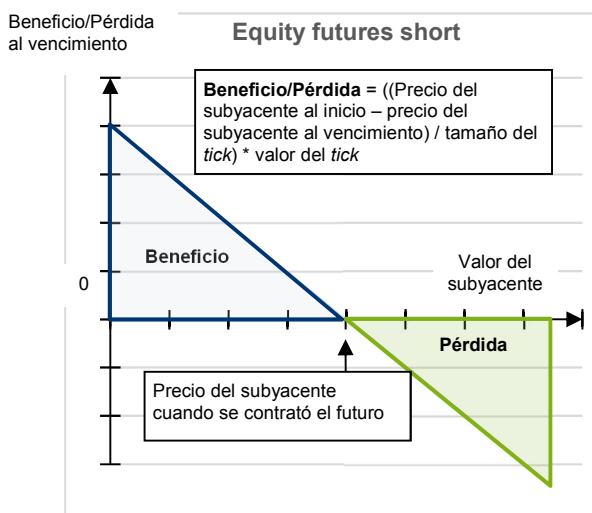 Beneficio/Pérdida
al vencimiento
Equity futures short
Beneficio/Pérdida = ((Precio del
subyacente al inicio – precio del
subyacente al vencimiento) / tamaño del
tick) * valor del tick
Beneficio
0
Valor del
subyacente
Pérdida
Precio del subyacente
cuando se contrató el futuro